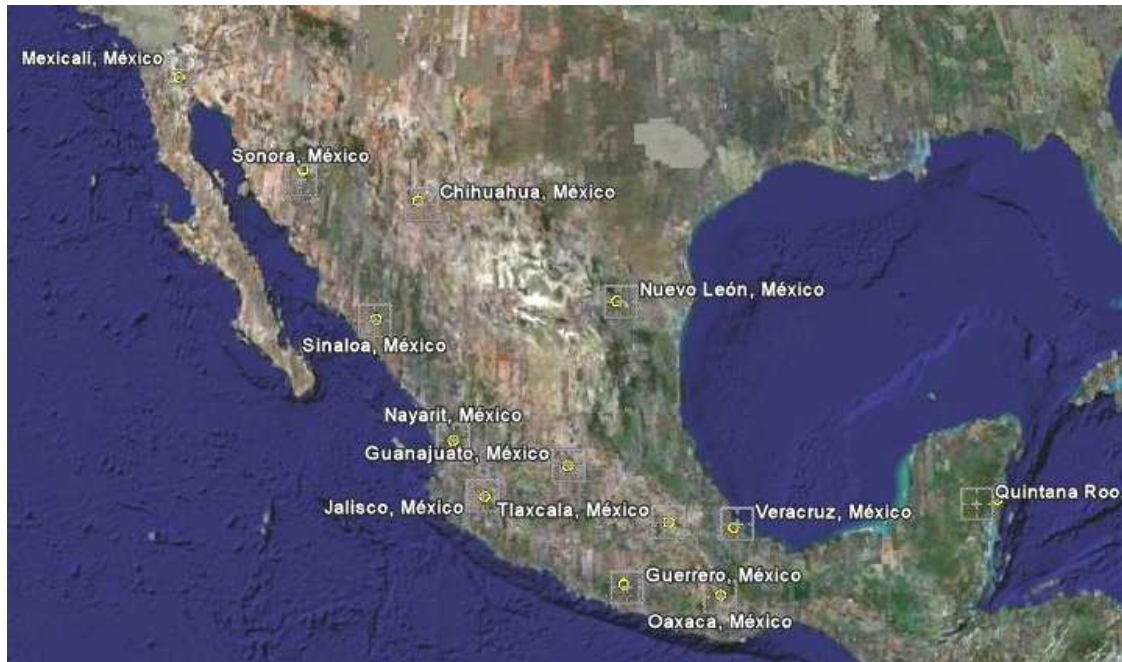 Mexicali, México
Sonora, México
Chihuahua, México
Nuevo León, México
Sinaloa, México
Nayarit, México
Guanajuato, México
Jalisco, México
Tlaxcala, México
Veracruz, México
Quintana Roo,
Guerrero, México
Oaxaca, México